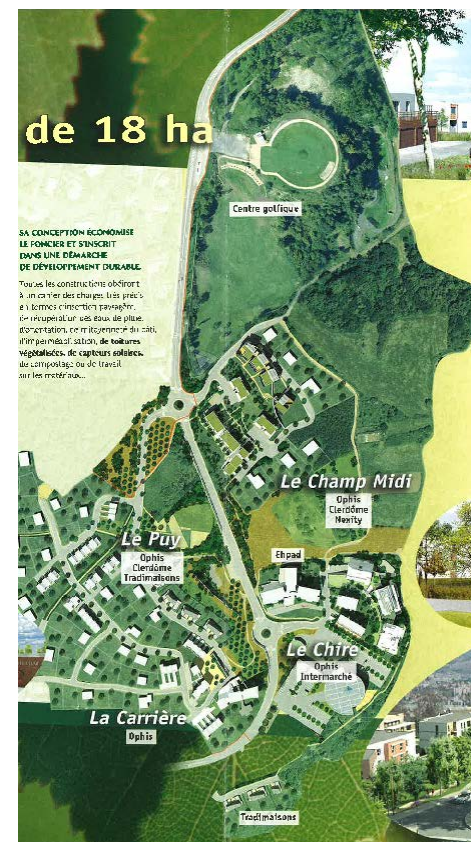 de 18 ha
Centre golfique
SA CONCEPTION ÉCONOMISE
LE FONCIER ET S'INSCRIT
DANS UNE DÉMARCHE
DE DÉVELOPPEMENT DURABLE.
Toutes les constructions obéiront
à un cahier des charges très précis
en termes d'insertion paysagère,
de récupération des eaux de pluie,
d'orientation, de mitoyenneté du bâti,
d'imperméabilisation, de toitures
végétalisées, de capteurs solaires,
de compostage ou de travail
sur les matériaux...
Le Champ Midi
Ophis
Clerdôme
Nexity
Le Puy
Ophis
Clerdôme
Tradimaisons
Ehpad
Le Chire
Ophis
Intermarché
La Carrière
Ophis
Tradimaisons